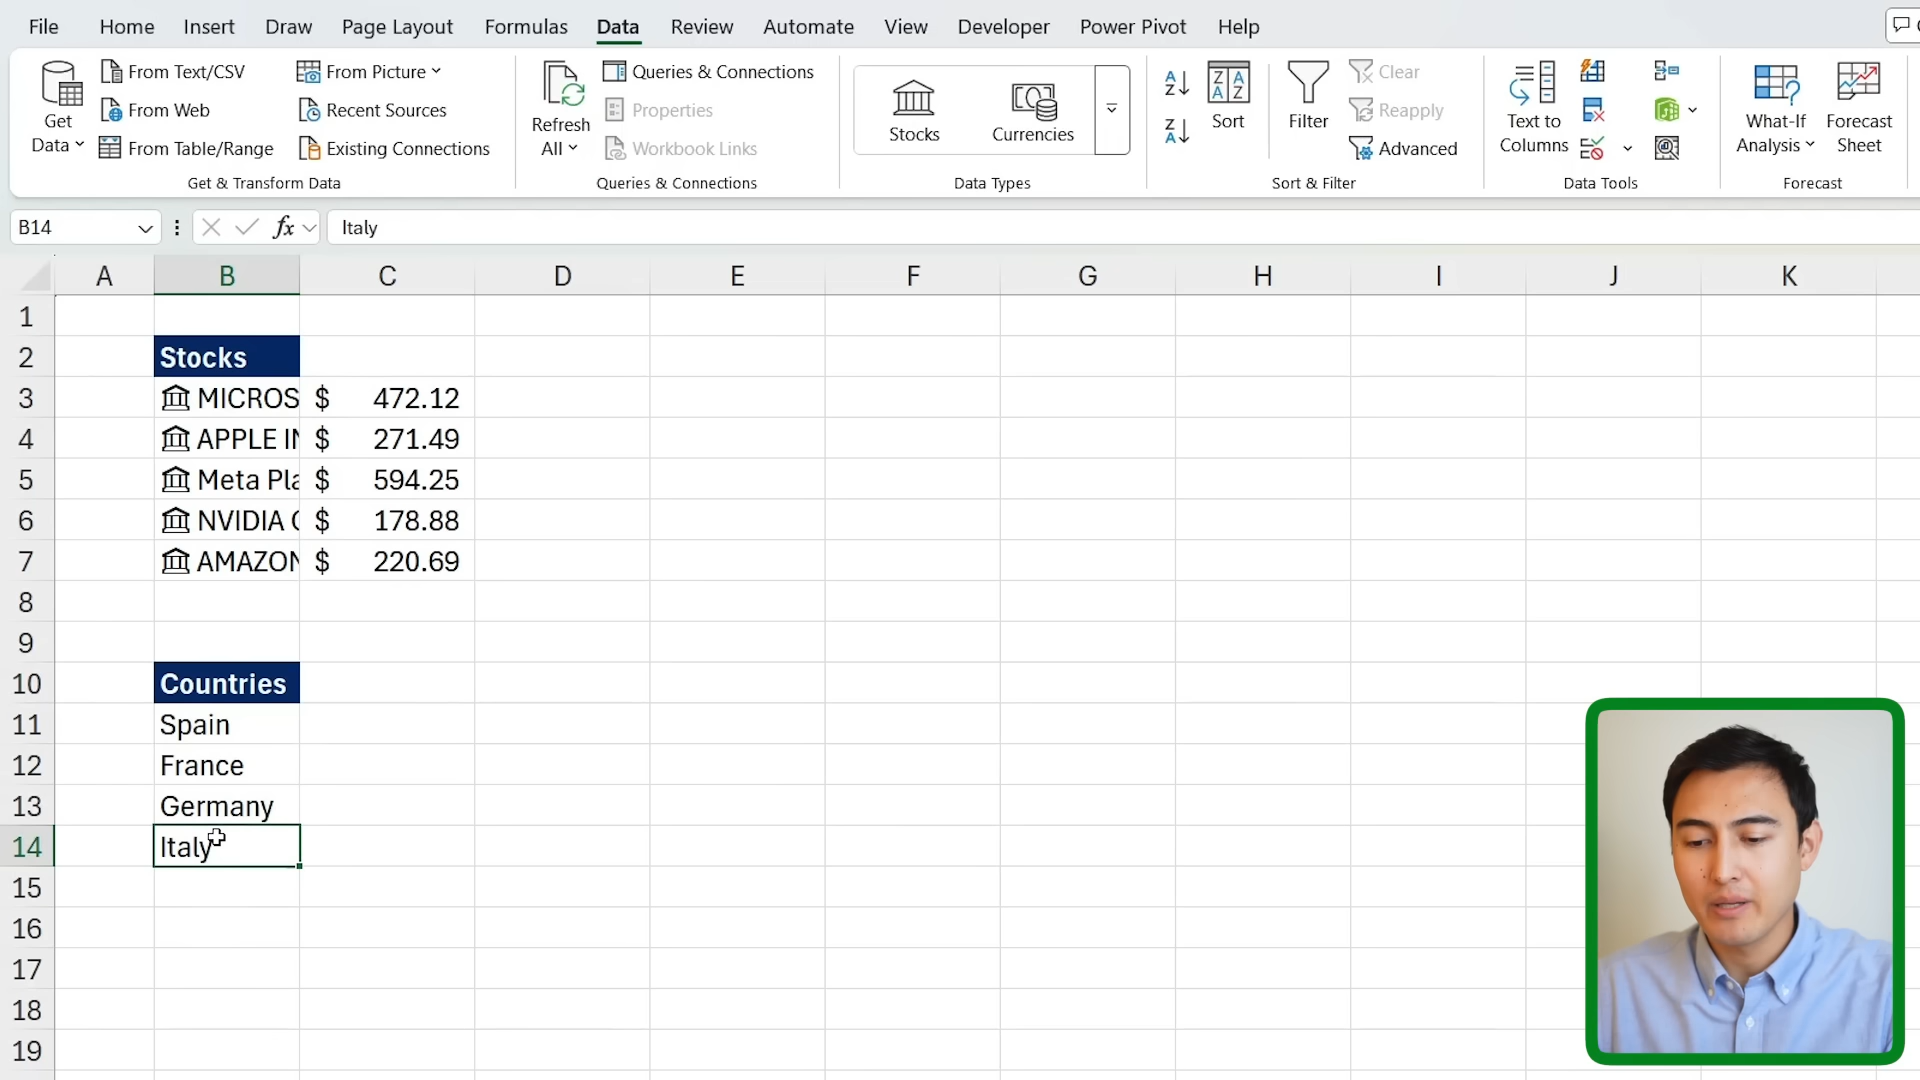 File Home Insert Draw Page Layout Formulas Data Review Automate View Developer Power Pivot Help
Get Data
From Text/CSV
From Web
From Table/Range
From Picture
Recent Sources
Existing Connections
Get & Transform Data
Refresh All
Queries & Connections
Properties
Workbook Links
Queries & Connections
Stocks
Currencies
Data Types
Sort
Filter
Clear
Reapply
Advanced
Sort & Filter
Text to Columns
Data Tools
What-If Analysis
Forecast Sheet
Forecast
B14 fx Italy
A B C D E F G H I J K
1
2 Stocks
3 MICROS $ 472.12
4 APPLE IN $ 271.49
5 Meta Pla $ 594.25
6 NVIDIA C $ 178.88
7 AMAZON $ 220.69
8
9
10 Countries
11 Spain
12 France
13 Germany
14 Italy
15
16
17
18
19